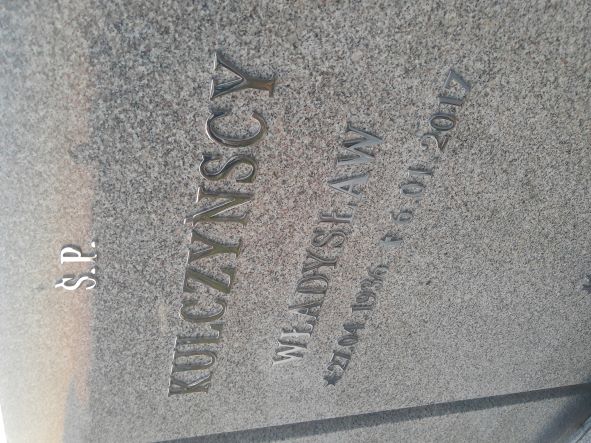 Ś.P.
KULCZYŃSCY
WŁADYSŁAW
*27.04.1936 † 6.01.2017